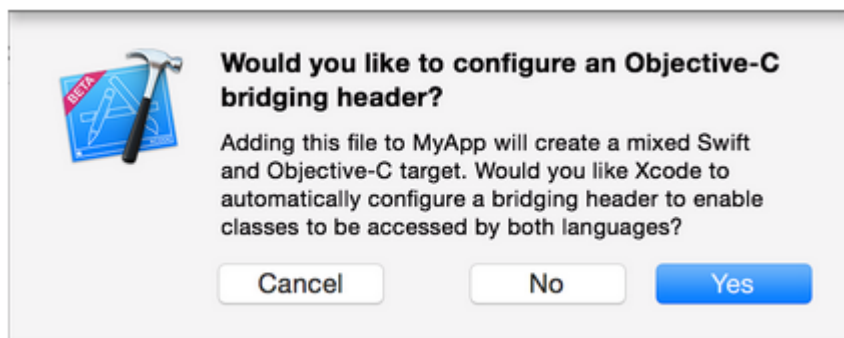 BETA
Would you like to configure an Objective-C
bridging header?
Adding this file to MyApp will create a mixed Swift
and Objective-C target. Would you like Xcode to
automatically configure a bridging header to enable
classes to be accessed by both languages?
Cancel No Yes